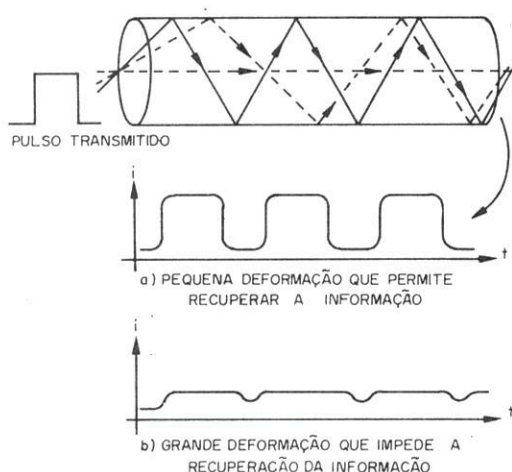 PULSO TRANSMITIDO
i
t
a) PEQUENA DEFORMAÇÃO QUE PERMITE
RECUPERAR A INFORMAÇÃO
i
t
b) GRANDE DEFORMAÇÃO QUE IMPEDE A
RECUPERAÇÃO DA INFORMAÇÃO